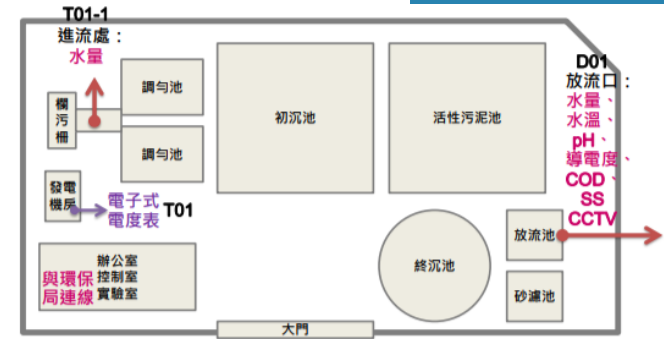 T01-1
進流處：
水量
欄
污
柵
調勻池
調勻池
初沉池
活性污泥池
D01
放流口：
水量、
水溫、
pH、
導電度、
COD、
SS
CCTV
發電
機房
電子式
電度表
T01
放流池
終沉池
砂濾池
辦公室
控制室
實驗室
與環保
局連線
大門